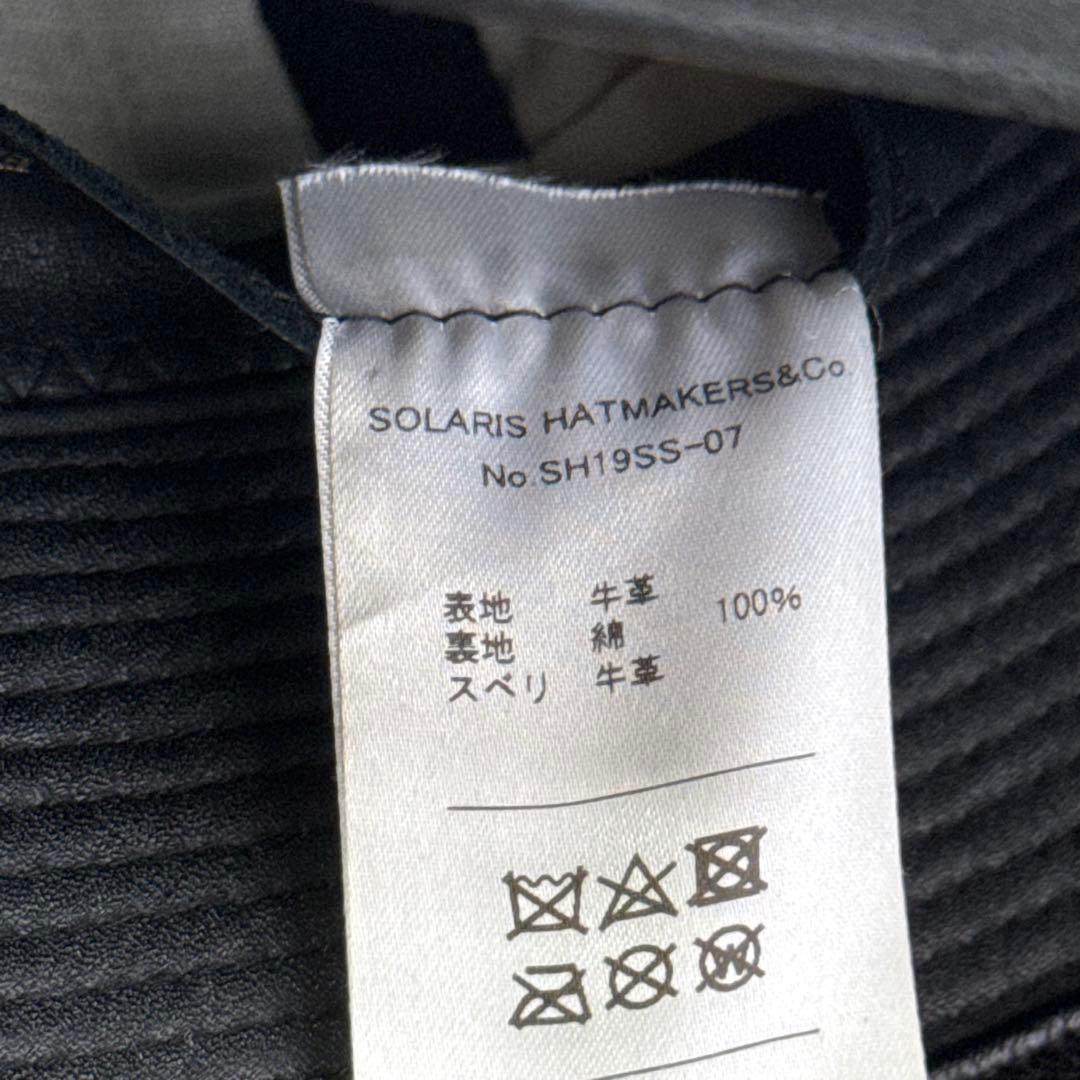 SOLARIS HATMAKERS&Co
No.SH19SS-07
表地 牛革
裏地 綿 100%
スベリ 牛革